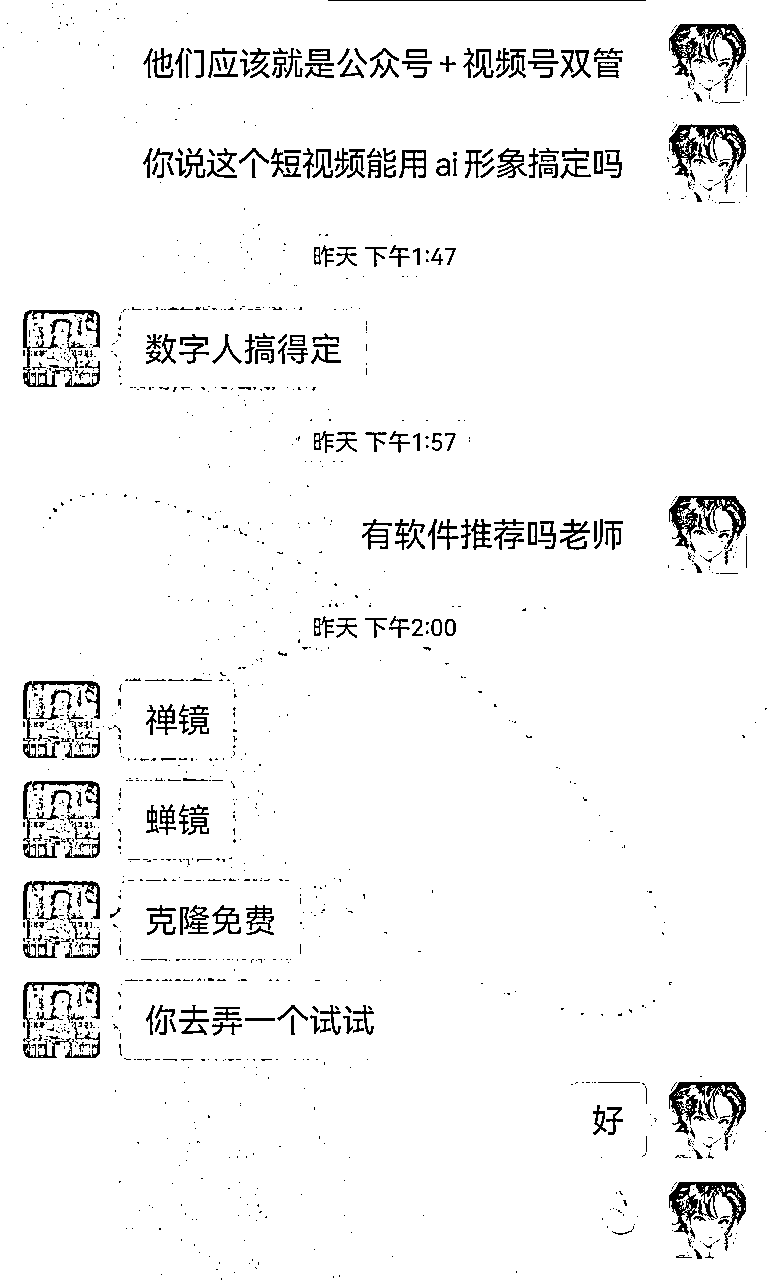 他们应该就是公众号+视频号双管
你说这个短视频能用ai形象搞定吗
昨天 下午1:47
数字人搞得定
昨天 下午1:57
有软件推荐吗老师
昨天 下午2:00
禅镜
蝉镜
克隆免费
你去弄一个试试
好